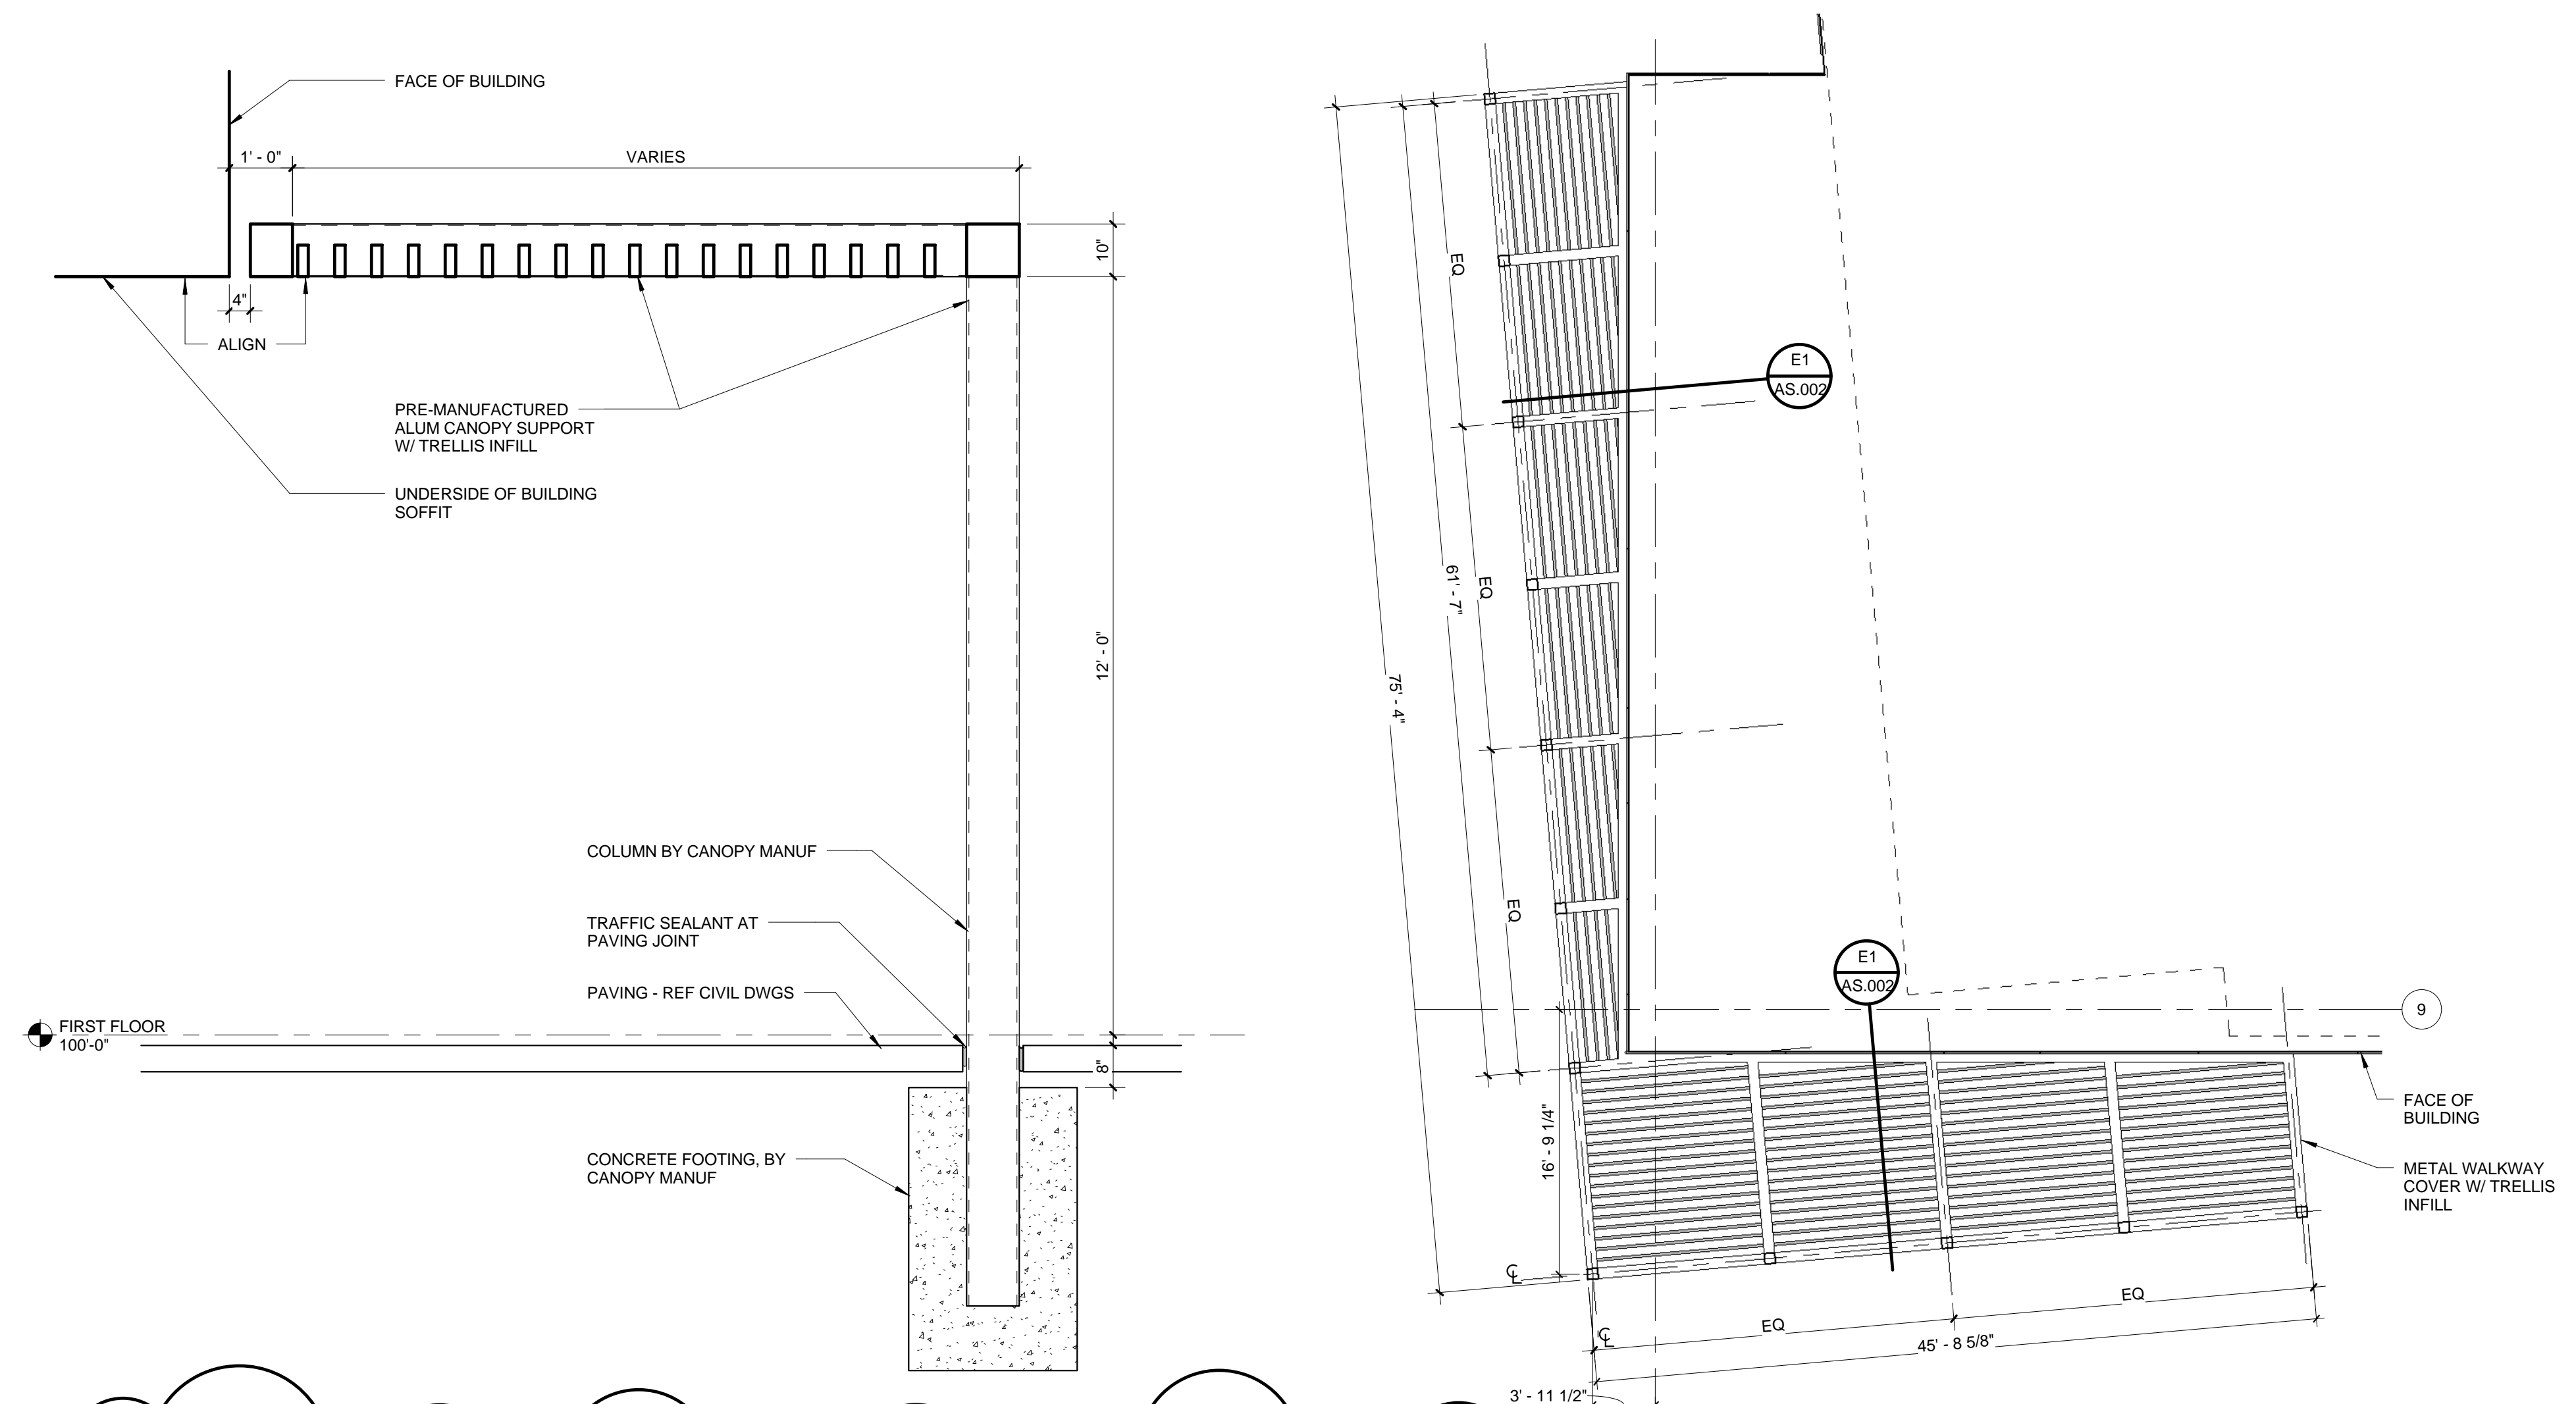 FACE OF BUILDING
1' - 0"
VARIES
10"
4"
ALIGN
PRE-MANUFACTURED
ALUM CANOPY SUPPORT
W/ TRELLIS INFILL
UNDERSIDE OF BUILDING
SOFFIT
12' - 0"
COLUMN BY CANOPY MANUF
TRAFFIC SEALANT AT
PAVING JOINT
PAVING - REF CIVIL DWGS
FIRST FLOOR
100'-0"
8"
CONCRETE FOOTING, BY
CANOPY MANUF
EQ
E1
AS.002
61' - 7"
EQ
75' - 4"
EQ
E1
AS.002
9
16' - 9 1/4"
FACE OF
BUILDING
METAL WALKWAY
COVER W/ TRELLIS
INFILL
CL
EQ
EQ
CL
45' - 8 5/8"
3' - 11 1/2"